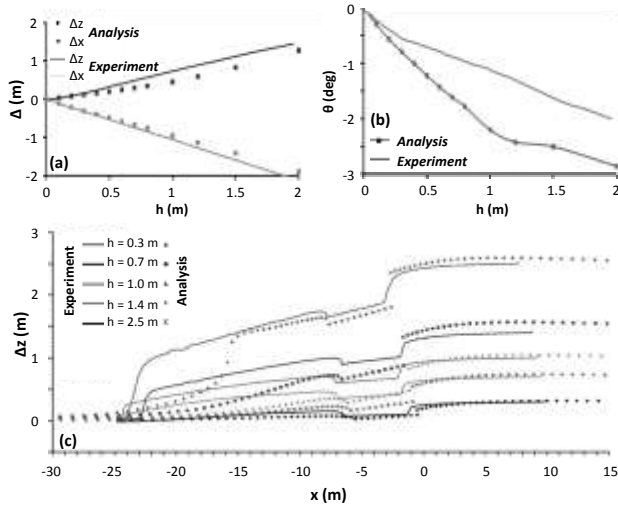 2
1
0
-1
-2
Δ (m)
Δz
Δx
Analysis
Δz
Δx
Experiment
(a)
0
0.5
1
1.5
2
h (m)
0
-1
-2
-3
θ (deg)
(b)
Analysis
Experiment
0
0.5
1
1.5
2
h (m)
3
2
1
0
Δz (m)
Experiment
h = 0.3 m
h = 0.7 m
h = 1.0 m
h = 1.4 m
h = 2.5 m
Analysis
(c)
-30
-25
-20
-15
-10
-5
0
5
10
15
x (m)